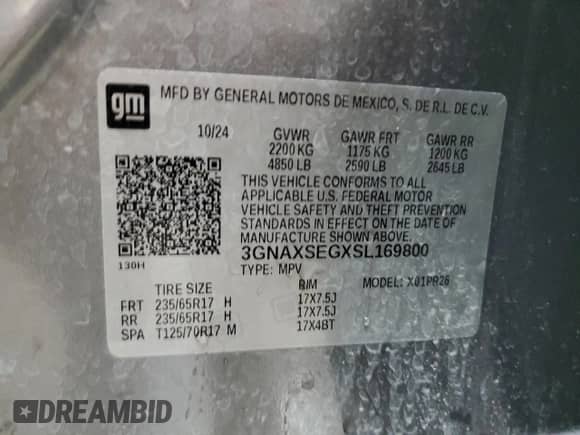 gm
MFD BY GENERAL MOTORS DE MEXICO, S. DE R.L. DE C.V.
10/24 GVWR GAWR FRT GAWR RR
2200 KG 1175 KG 1200 KG
4850 LB 2590 LB 2645 LB
THIS VEHICLE CONFORMS TO ALL
APPLICABLE U.S. FEDERAL MOTOR
VEHICLE SAFETY AND THEFT PREVENTION
STANDARDS IN EFFECT ON THE DATE OF
MANUFACTURE SHOWN ABOVE.
130H 3GNAXSEGXSL169800
TYPE: MPV MODEL: X01PR26
TIRE SIZE RIM
FRT 235/65R17 H 17X7.5J
RR 235/65R17 H 17X7.5J
SPA T125/70R17 M 17X4BT
DREAMBID